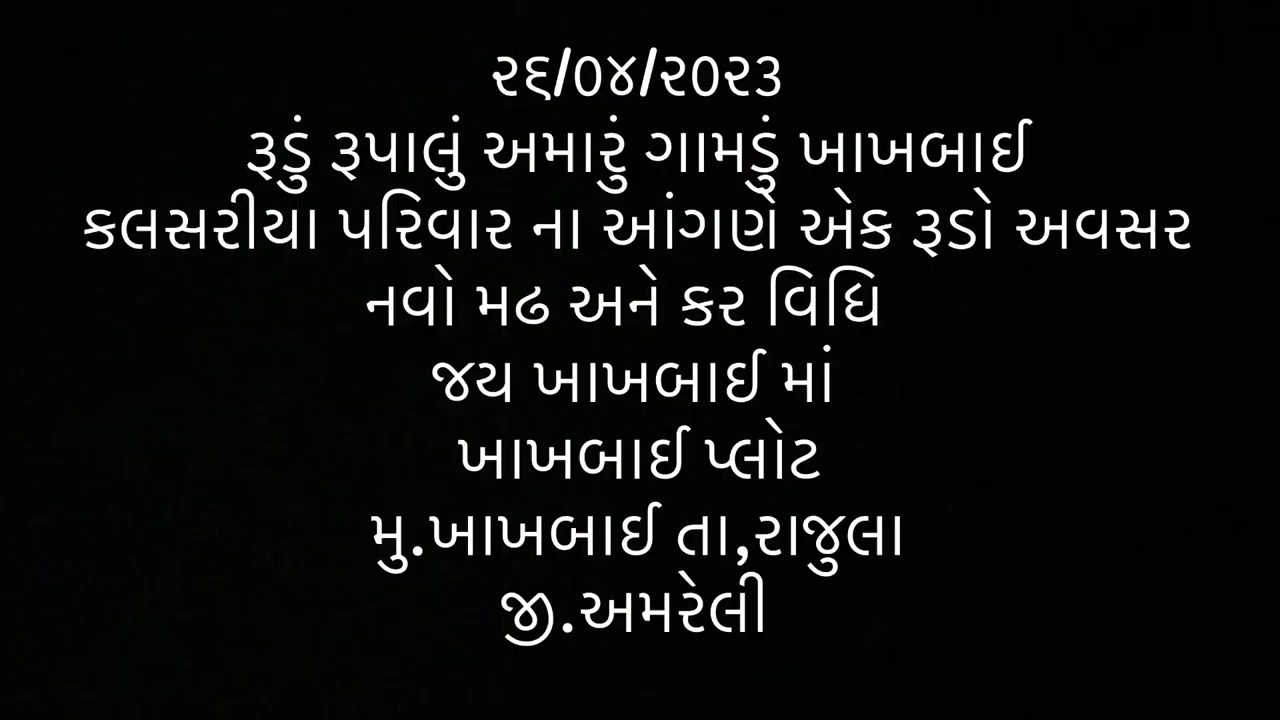 ૨૬/૦૪/૨૦૨૩
રૂડું રૂપાલું અમારું ગામડું ખાખબાઈ
કલસરીયા પરિવાર ના આંગણે એક રૂડો અવસર
નવો મઢ અને કર વિધિ
જય ખાખબાઈ માં
ખાખબાઈ પ્લોટ
મુ.ખાખબાઈ તા,રાજુલા
જી.અમરેલી